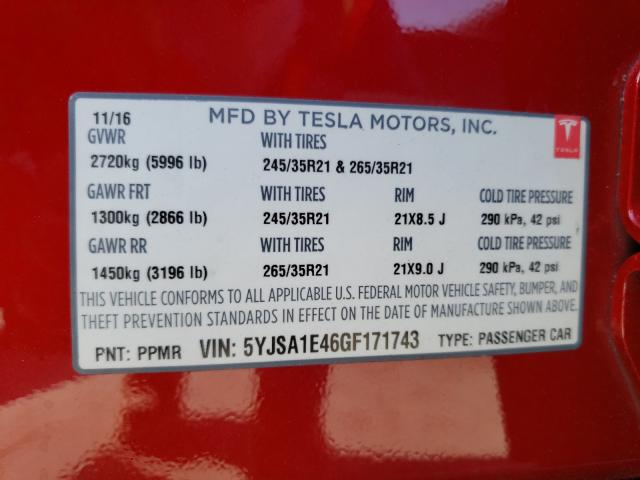 11/16 MFD BY TESLA MOTORS, INC.
GVWR WITH TIRES
TESLA
2720kg (5996 lb) 245/35R21 & 265/35R21
GAWR FRT WITH TIRES RIM COLD TIRE PRESSURE
1300kg (2866 lb) 245/35R21 21X8.5 J 290 kPa, 42 psi
GAWR RR WITH TIRES RIM COLD TIRE PRESSURE
1450kg (3196 lb) 265/35R21 21X9.0 J 290 kPa, 42 psi
THIS VEHICLE CONFORMS TO ALL APPLICABLE U.S. FEDERAL MOTOR VEHICLE SAFETY, BUMPER, AND
THEFT PREVENTION STANDARDS IN EFFECT ON THE DATE OF MANUFACTURE SHOWN ABOVE.
PNT: PPMR VIN: 5YJSA1E46GF171743 TYPE: PASSENGER CAR